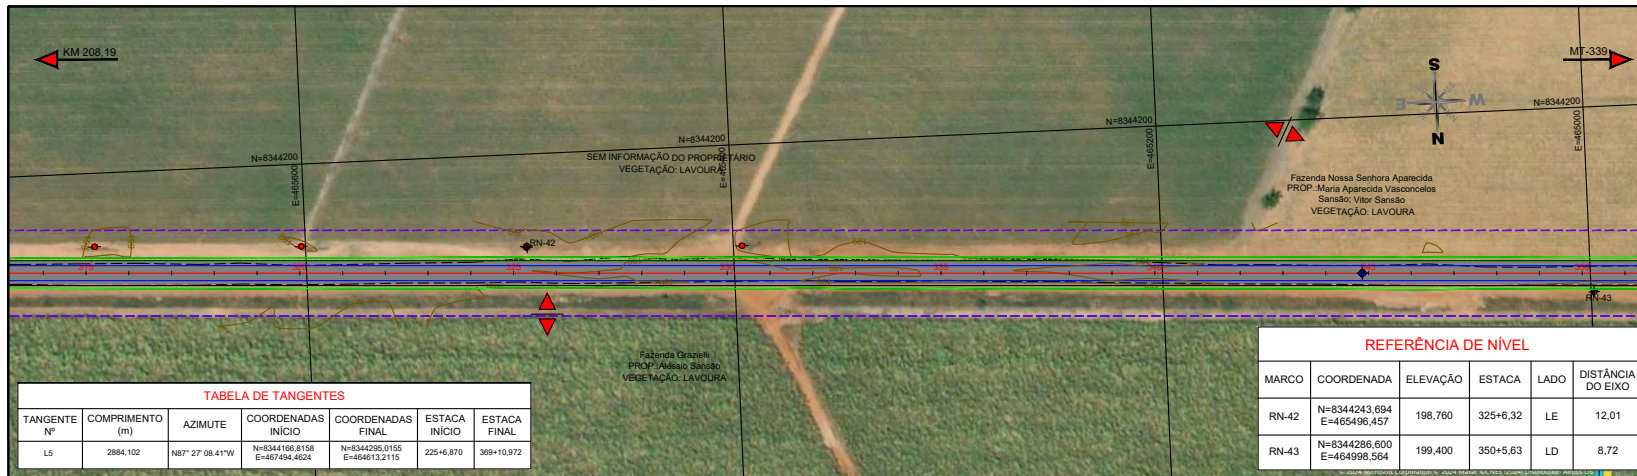 KM 208,19
MT-339
S
E
W
N
N=8344200
N=8344200
N=8344200
N=8344200
E=465600
E=465200
E=465000
SEM INFORMAÇÃO DO PROPRIETÁRIO
VEGETAÇÃO: LAVOURA
Fazenda Nossa Senhora Aparecida
PROP.:Maria Aparecida Vasconcelos
Sansão; Vitor Sansão
VEGETAÇÃO: LAVOURA
RN-42
315
325
330
335
RN-43
Fazenda Grazielli
PROP.:Alessio Sansão
VEGETAÇÃO: LAVOURA
TABELA DE TANGENTES
TANGENTE Nº COMPRIMENTO (m) AZIMUTE COORDENADAS INÍCIO COORDENADAS FINAL ESTACA INÍCIO ESTACA FINAL
L5 2884,102 N87° 27' 08.41"W N=8344166,8158 E=467494,4624 N=8344295,0155 E=464613,2115 225+6,870 369+10,972
REFERÊNCIA DE NÍVEL
MARCO COORDENADA ELEVAÇÃO ESTACA LADO DISTÂNCIA DO EIXO
RN-42 N=8344243,694 E=465496,457 198,760 325+6,32 LE 12,01
RN-43 N=8344286,600 E=464998,564 199,400 350+5,63 LD 8,72